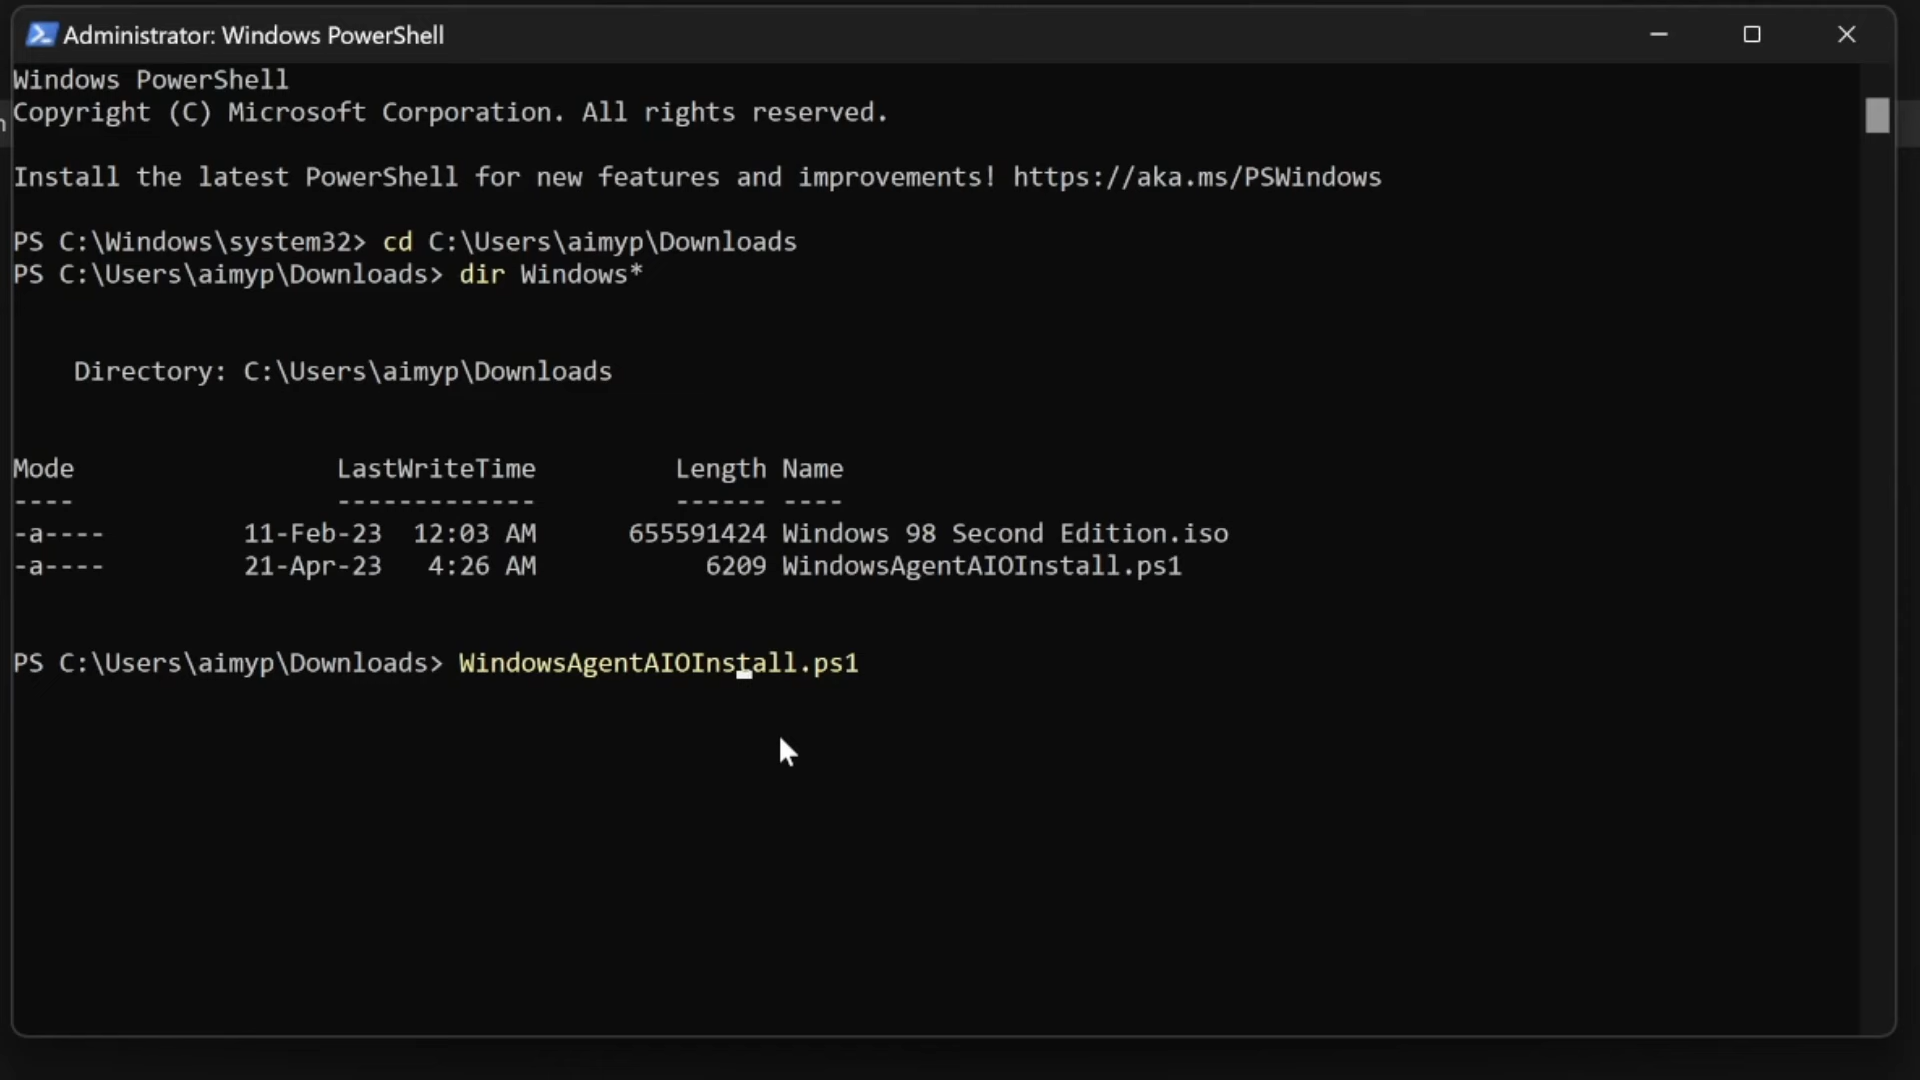 Administrator: Windows PowerShell
Windows PowerShell
Copyright (C) Microsoft Corporation. All rights reserved.
Install the latest PowerShell for new features and improvements! https://aka.ms/PSWindows
PS C:\Windows\system32> cd C:\Users\aimyp\Downloads
PS C:\Users\aimyp\Downloads> dir Windows*
Directory: C:\Users\aimyp\Downloads
Mode LastWriteTime Length Name
---- ------------- ------ ----
-a---- 11-Feb-23 12:03 AM 655591424 Windows 98 Second Edition.iso
-a---- 21-Apr-23 4:26 AM 6209 WindowsAgentAIOInstall.ps1
PS C:\Users\aimyp\Downloads> WindowsAgentAIOInstall.ps1